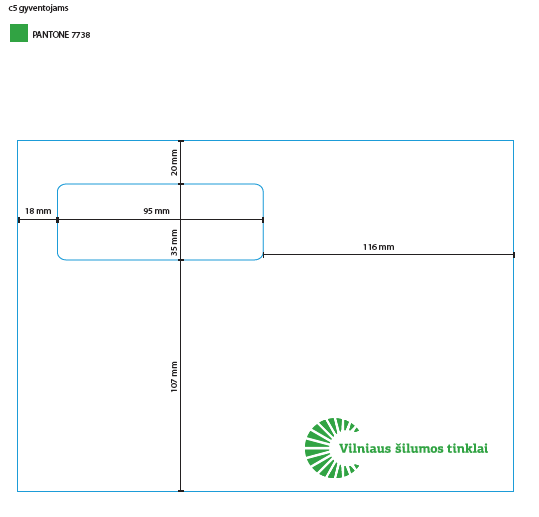 c5 gyventojams
PANTONE 7738
20 mm
18 mm
95 mm
35 mm
116 mm
107 mm
Vilniaus šilumos tinklai